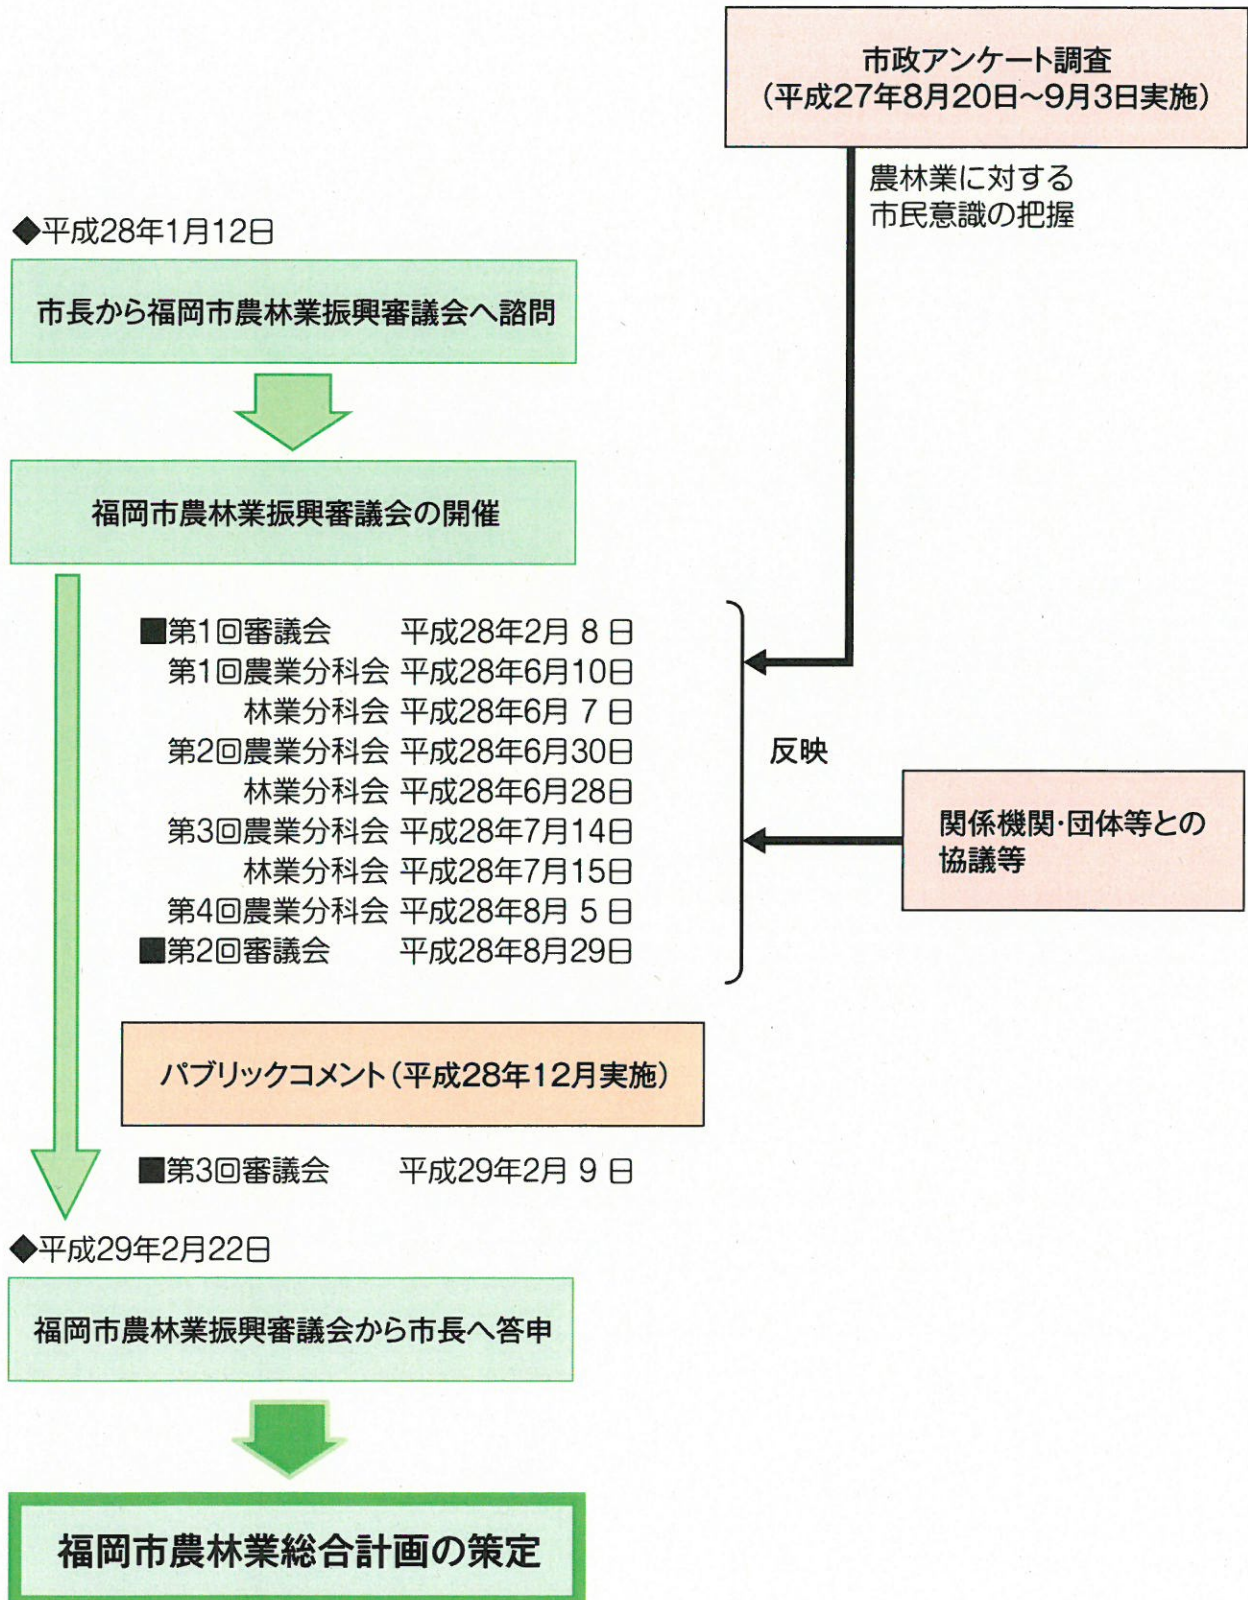 市政アンケート調査
（平成27年8月20日～9月3日実施）
農林業に対する
市民意識の把握
◆平成28年1月12日
市長から福岡市農林業振興審議会へ諮問
福岡市農林業振興審議会の開催
■第1回審議会 平成28年2月 8 日
第1回農業分科会 平成28年6月10日
林業分科会 平成28年6月 7 日
第2回農業分科会 平成28年6月30日
林業分科会 平成28年6月28日
第3回農業分科会 平成28年7月14日
林業分科会 平成28年7月15日
第4回農業分科会 平成28年8月 5 日
■第2回審議会 平成28年8月29日
反映
関係機関・団体等との
協議等
パブリックコメント（平成28年12月実施）
■第3回審議会 平成29年2月 9 日
◆平成29年2月22日
福岡市農林業振興審議会から市長へ答申
福岡市農林業総合計画の策定